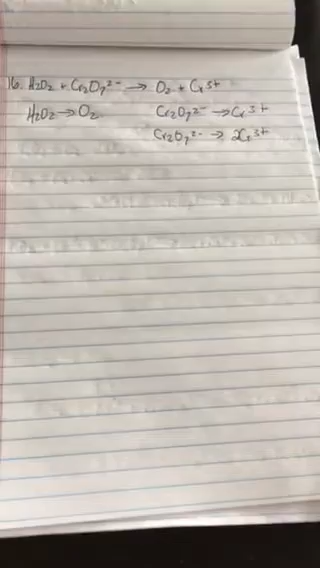 16. H2O2 + Cr2O7 2- → O2 + Cr 3+
H2O2 → O2 Cr2O7 2- → Cr 3+
Cr2O7 2- → 2Cr 3+